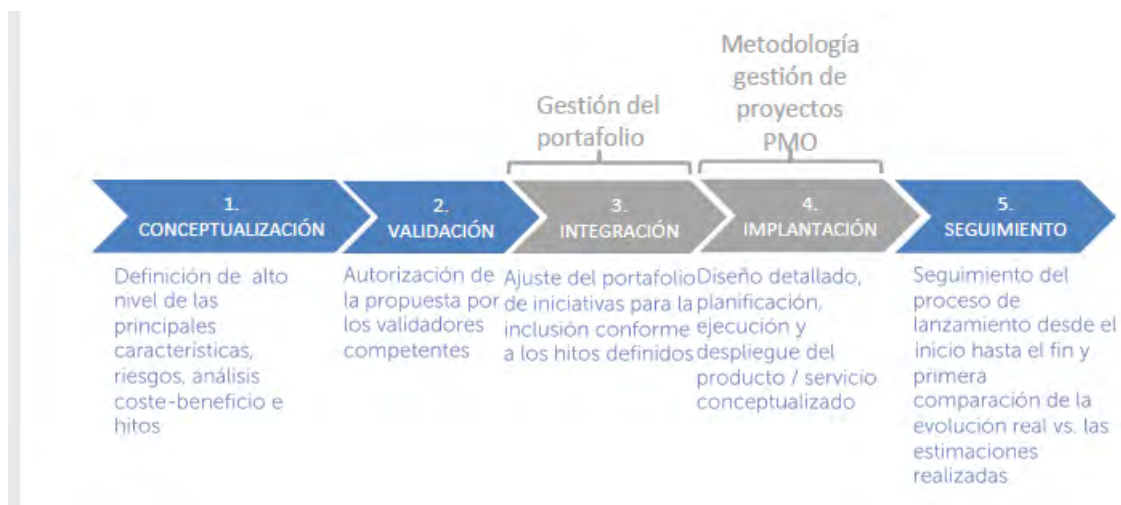 Metodología
gestión de
proyectos
PMO
Gestión del
portafolio
1.
CONCEPTUALIZACIÓN
2.
VALIDACIÓN
3.
INTEGRACIÓN
4.
IMPLANTACIÓN
5.
SEGUIMIENTO
Definición de alto
nivel de las
principales
características,
riesgos, análisis
coste-beneficio e
hitos
Autorización de
la propuesta por
los validadores
competentes
Ajuste del portafolio
de iniciativas para la
inclusión conforme
a los hitos definidos
Diseño detallado,
planificación,
ejecución y
despliegue del
producto / servicio
conceptualizado
Seguimiento del
proceso de
lanzamiento desde el
inicio hasta el fin y
primera
comparación de la
evolución real vs. las
estimaciones
realizadas